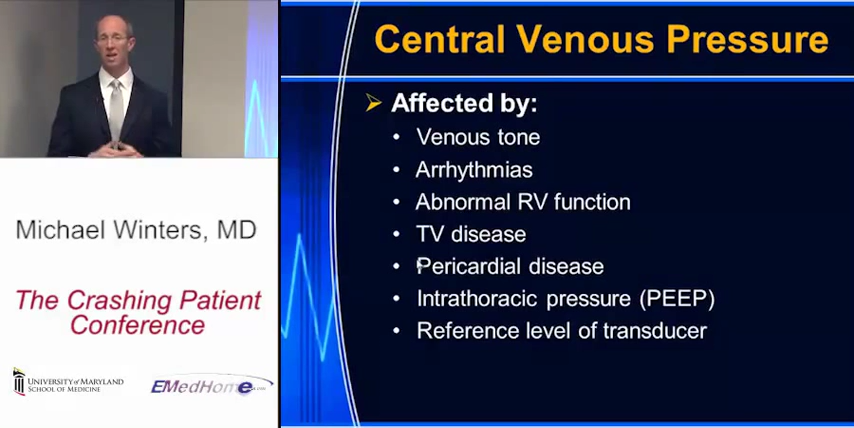 Central Venous Pressure
Affected by:
Venous tone
Arrhythmias
Abnormal RV function
TV disease
Pericardial disease
Intrathoracic pressure (PEEP)
Reference level of transducer
Michael Winters, MD
The Crashing Patient
Conference
UNIVERSITY of MARYLAND
SCHOOL OF MEDICINE
EMedHome.com